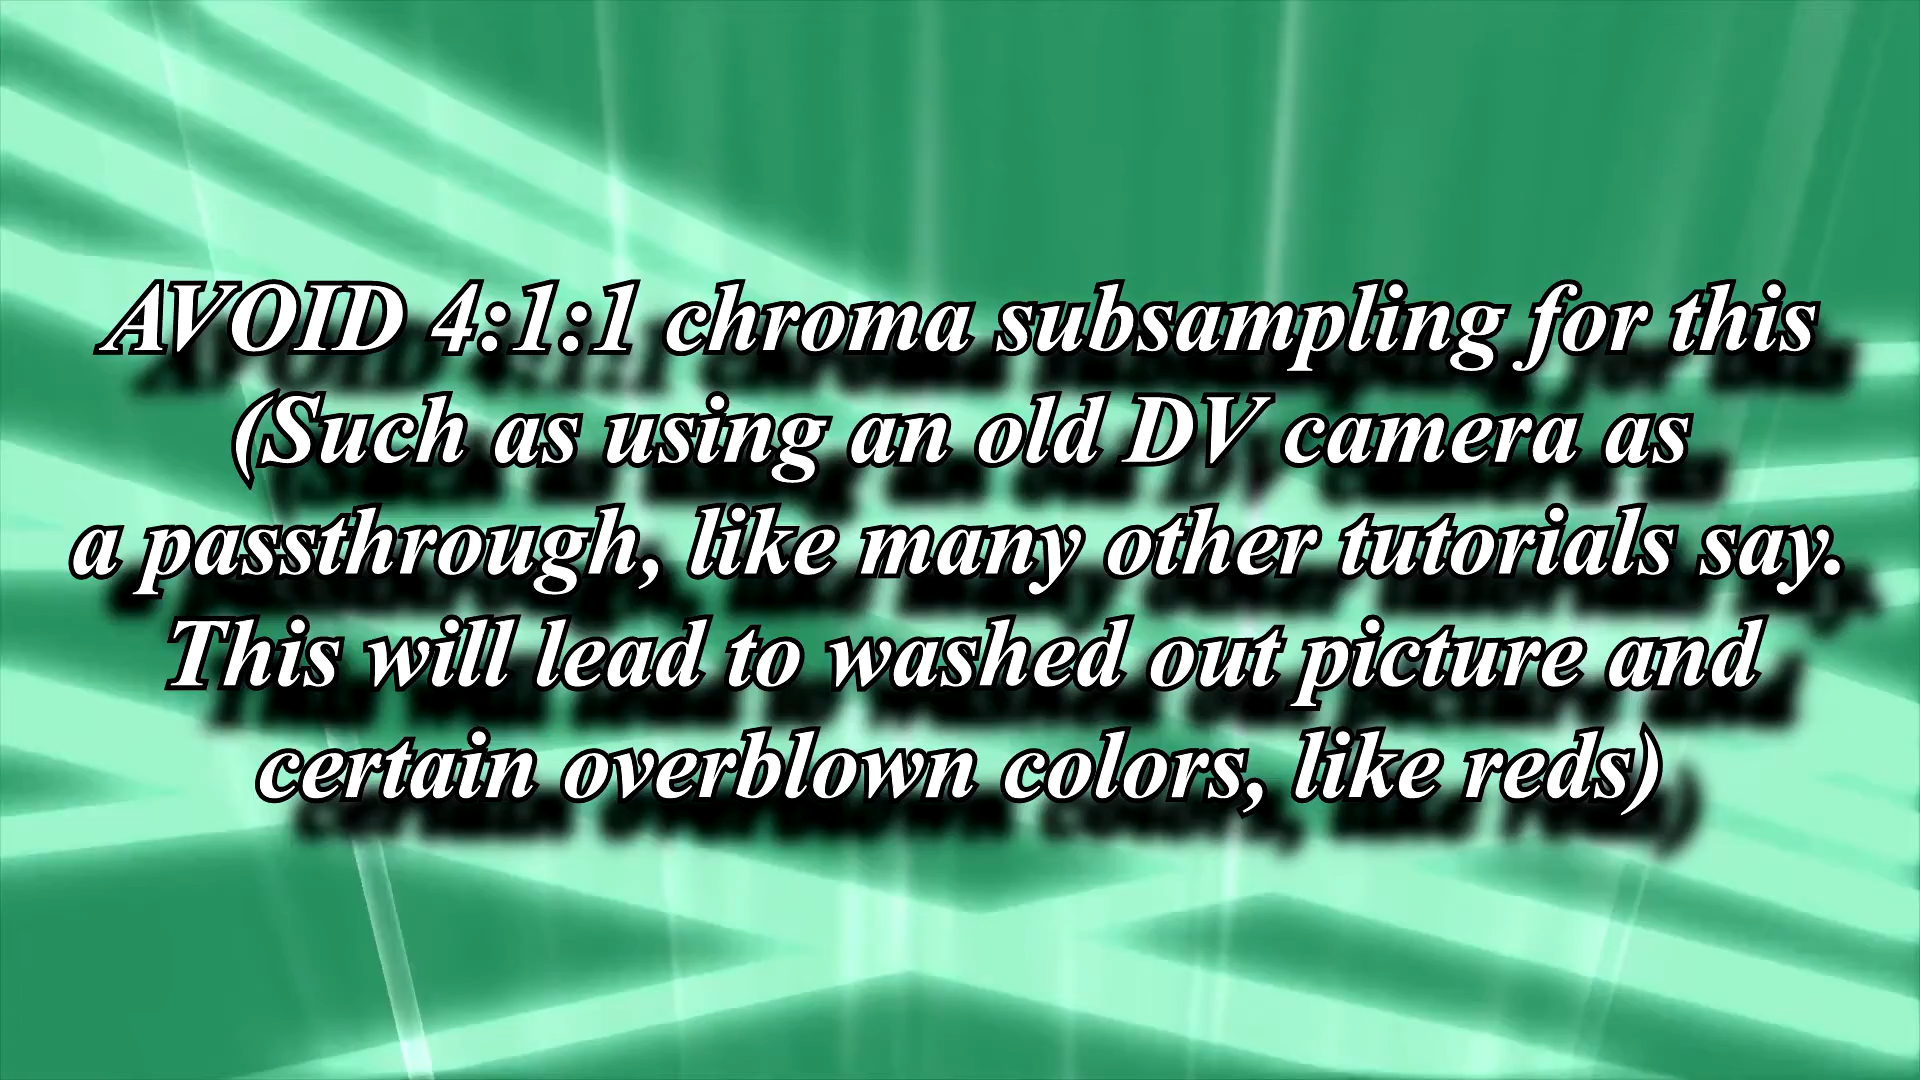 AVOID 4:1:1 chroma subsampling for this
(Such as using an old DV camera as
a passthrough, like many other tutorials say.
This will lead to washed out picture and
certain overblown colors, like reds)